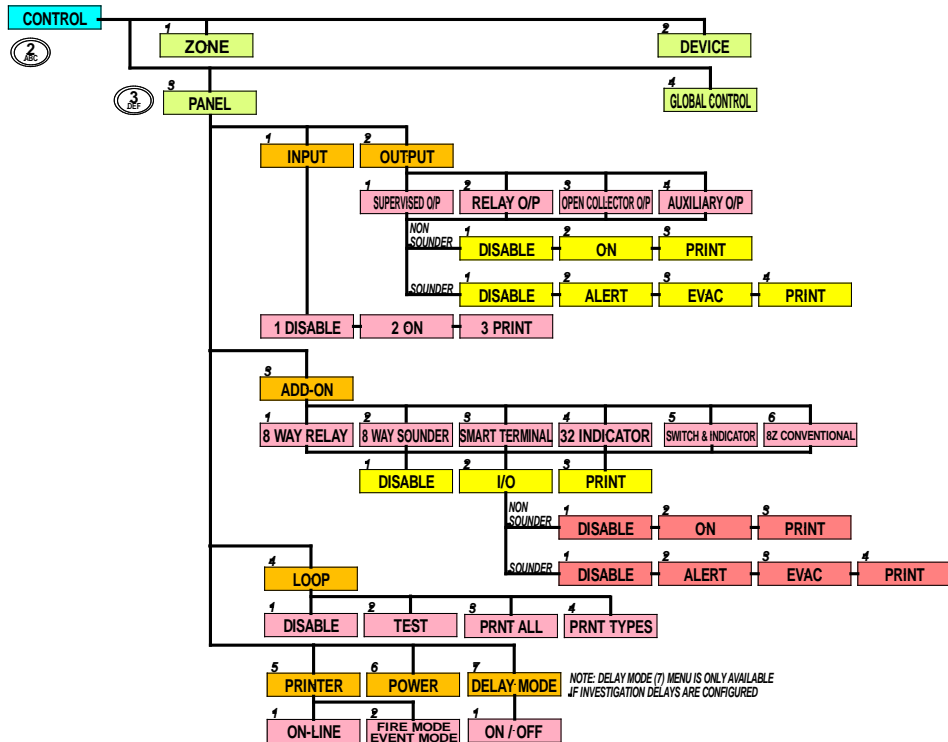 CONTROL
2
ABC
1
ZONE
2
DEVICE
3
DEF
3
PANEL
4
GLOBAL CONTROL
1
INPUT
2
OUTPUT
1
SUPERVISED O/P
2
RELAY O/P
3
OPEN COLLECTOR O/P
4
AUXILIARY O/P
NON
SOUNDER
1
DISABLE
2
ON
3
PRINT
SOUNDER
1
DISABLE
2
ALERT
3
EVAC
4
PRINT
1 DISABLE
2 ON
3 PRINT
3
ADD-ON
1
8 WAY RELAY
2
8 WAY SOUNDER
3
SMART TERMINAL
4
32 INDICATOR
5
SWITCH & INDICATOR
6
8Z CONVENTIONAL
1
DISABLE
2
I/O
3
PRINT
NON
SOUNDER
1
DISABLE
2
ON
3
PRINT
SOUNDER
1
DISABLE
2
ALERT
3
EVAC
4
PRINT
4
LOOP
1
DISABLE
2
TEST
3
PRNT ALL
4
PRNT TYPES
5
PRINTER
6
POWER
7
DELAY MODE
NOTE: DELAY MODE (7) MENU IS ONLY AVAILABLE
IF INVESTIGATION DELAYS ARE CONFIGURED
1
ON-LINE
2
FIRE MODE
EVENT MODE
1
ON / OFF